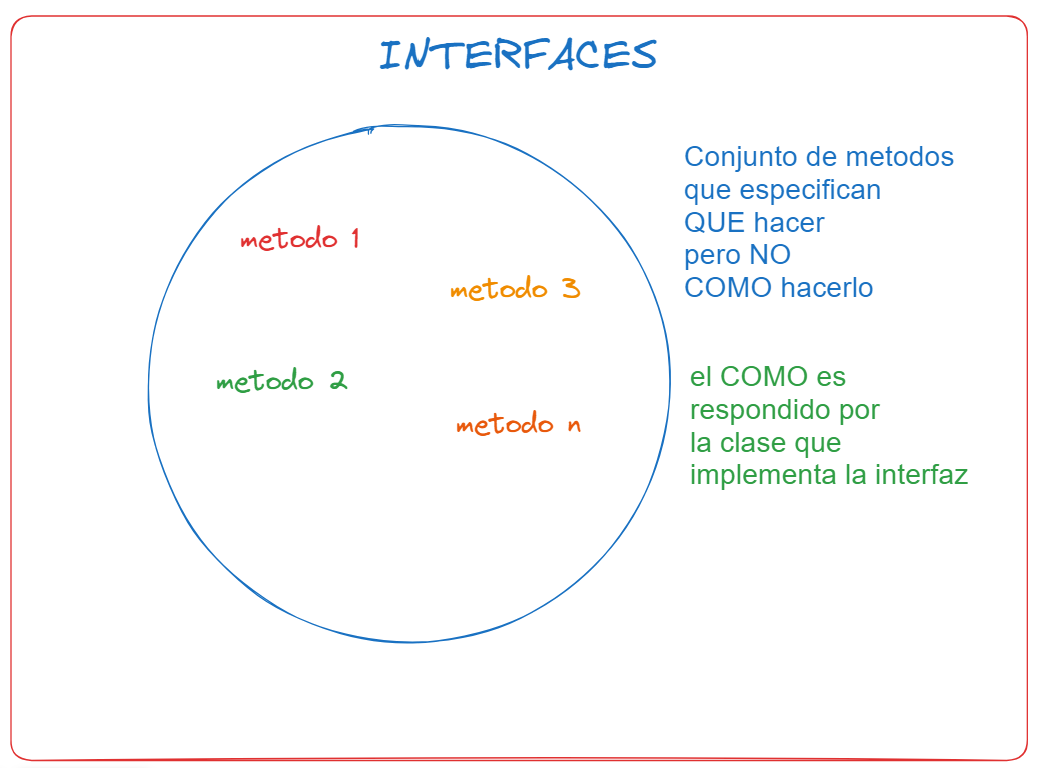 INTERFACES
metodo 1
metodo 3
metodo 2
metodo n
Conjunto de metodos
que especifican
QUE hacer
pero NO
COMO hacerlo
el COMO es
respondido por
la clase que
implementa la interfaz